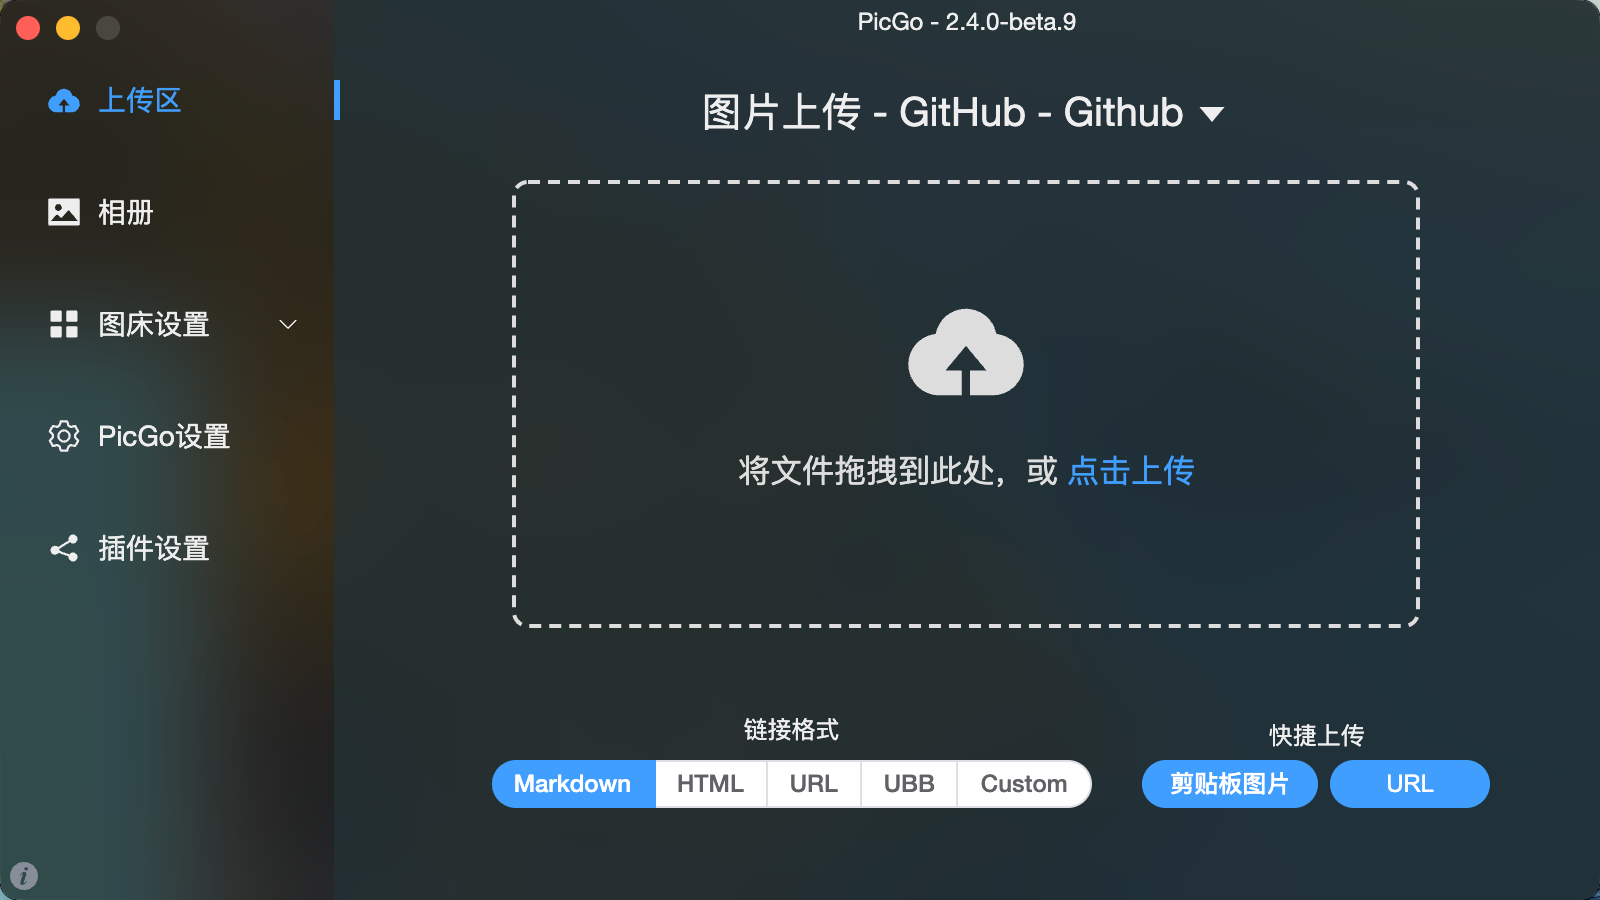 PicGo - 2.4.0-beta.9
上传区
相册
图床设置
PicGo设置
插件设置
图片上传 - GitHub - Github
将文件拖拽到此处，或 点击上传
链接格式
Markdown HTML URL UBB Custom
快捷上传
剪贴板图片 URL
i